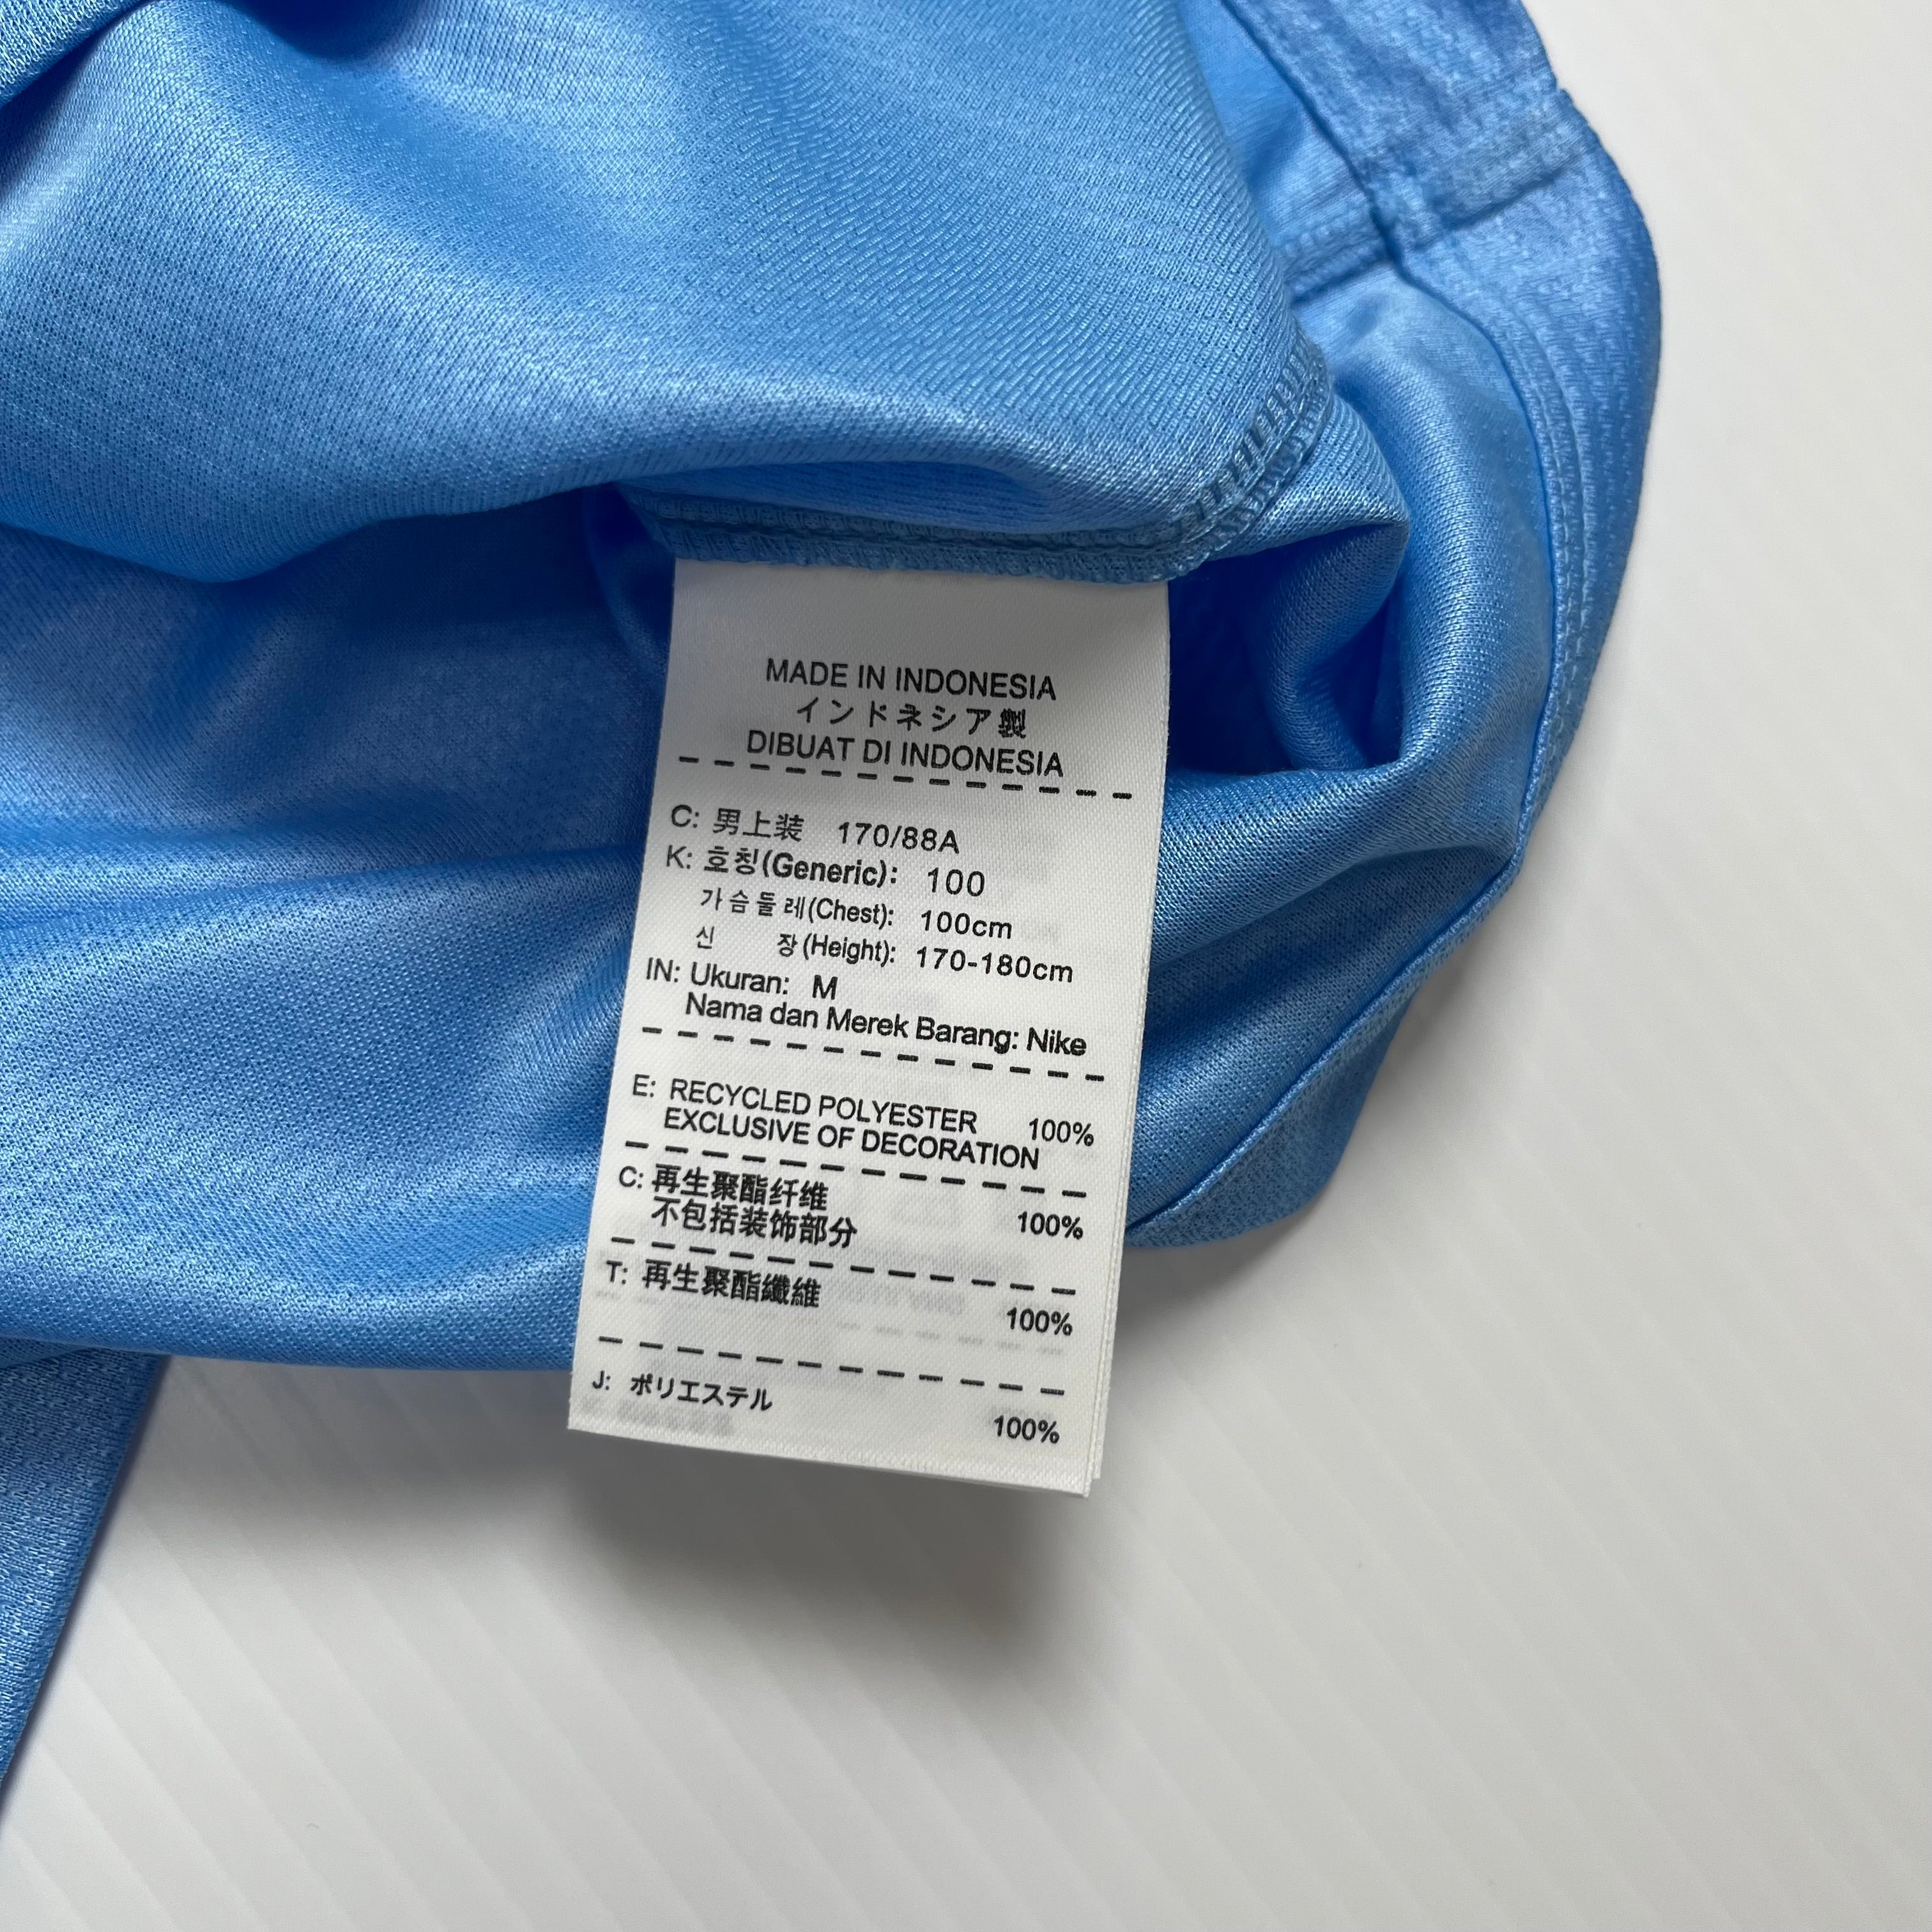 MADE IN INDONESIA
インドネシア製
DIBUAT DI INDONESIA
C: 男上装 170/88A
K: 호칭(Generic): 100
가슴둘레(Chest): 100cm
신 장(Height): 170-180cm
IN: Ukuran: M
Nama dan Merek Barang: Nike
E: RECYCLED POLYESTER 100%
EXCLUSIVE OF DECORATION
C: 再生聚酯纤维 100%
不包括装饰部分
T: 再生聚酯纖維 100%
J: ポリエステル 100%